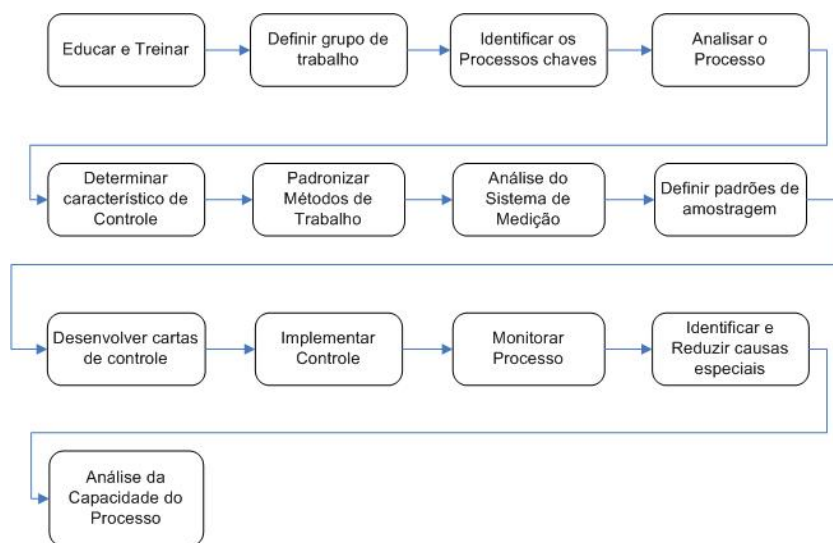 Educar e Treinar
Definir grupo de
trabalho
Identificar os
Processos chaves
Analisar o
Processo
Determinar
característico de
Controle
Padronizar
Métodos de
Trabalho
Análise do
Sistema de
Medição
Definir padrões de
amostragem
Desenvolver cartas
de controle
Implementar
Controle
Monitorar
Processo
Identificar e
Reduzir causas
especiais
Análise da
Capacidade do
Processo